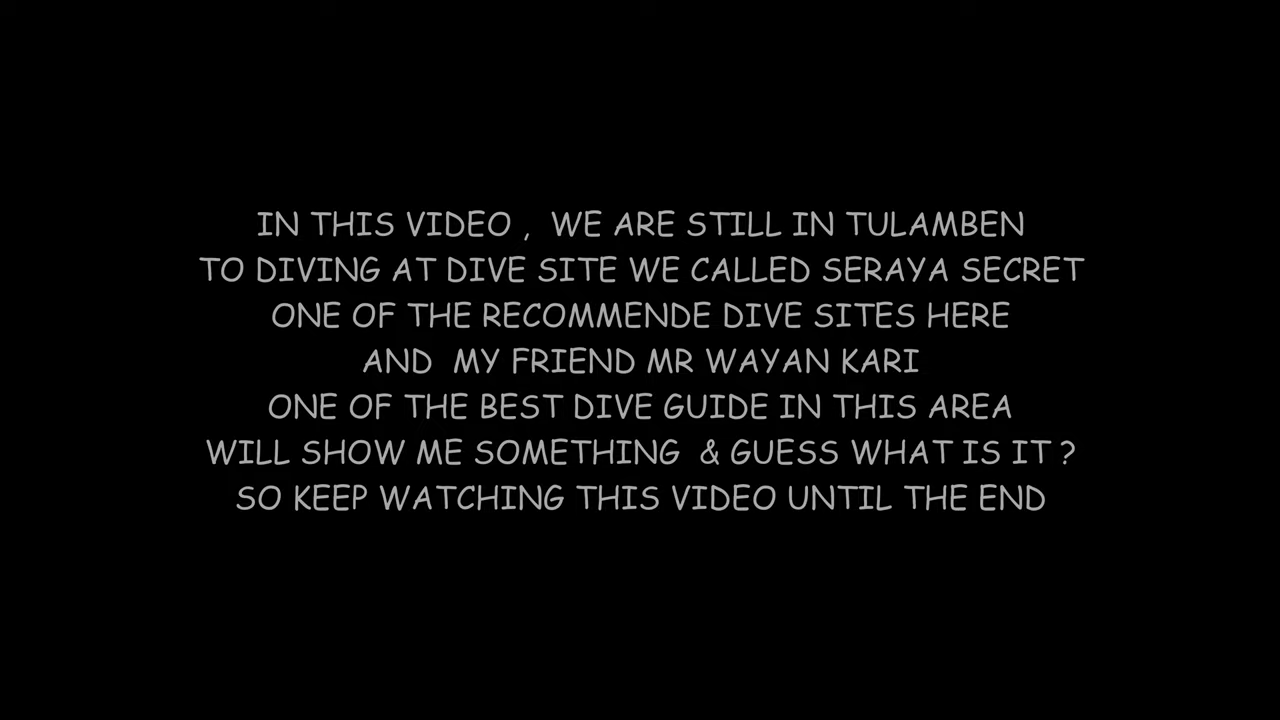 IN THIS VIDEO ,  WE ARE STILL IN TULAMBEN
TO DIVING AT DIVE SITE WE CALLED SERAYA SECRET
ONE OF THE RECOMMENDE DIVE SITES HERE
AND  MY FRIEND MR WAYAN KARI
ONE OF THE BEST DIVE GUIDE IN THIS AREA
WILL SHOW ME SOMETHING  & GUESS WHAT IS IT ?
SO KEEP WATCHING THIS VIDEO UNTIL THE END